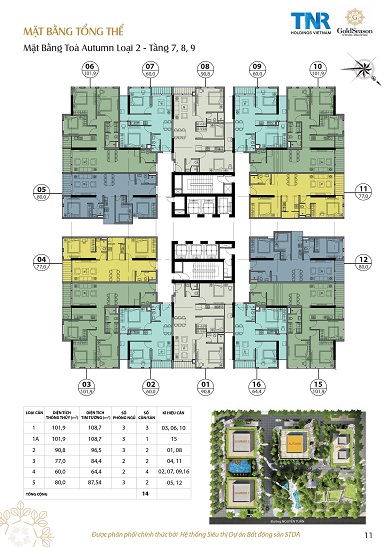 MẶT BẰNG TỔNG THỂ
Mặt Bằng Toà Autumn Loại 2 - Tầng 7, 8, 9
TNR
HOLDINGS VIETNAM
GoldSeason
06
101,9
07
60,0
08
90,8
09
60,0
10
101,9
05
80,0
11
77,0
04
77,0
12
80,0
03
101,9
02
60,0
01
90,8
16
64,4
15
101,9
LOẠI CĂN DIỆN TÍCH THÔNG THỦY (m²) DIỆN TÍCH TIM TƯỜNG (m²) SỐ PHÒNG NGỦ SỐ CĂN/SÀN KÍ HIỆU CĂN
1 101,9 108,7 3 3 03, 06, 10
1A 101,9 108,7 3 1 15
2 90,8 96,5 3 2 01, 08
3 77,0 84,4 2 2 04, 11
4 60,0 64,4 2 4 02, 07, 09,16
5 80,0 87,54 3 2 05, 12
TỔNG CỘNG 14
Đường NGUYỄN TUÂN
Được phân phối chính thức bởi Hệ thống Siêu thị Dự án Bất động sản STDA
11